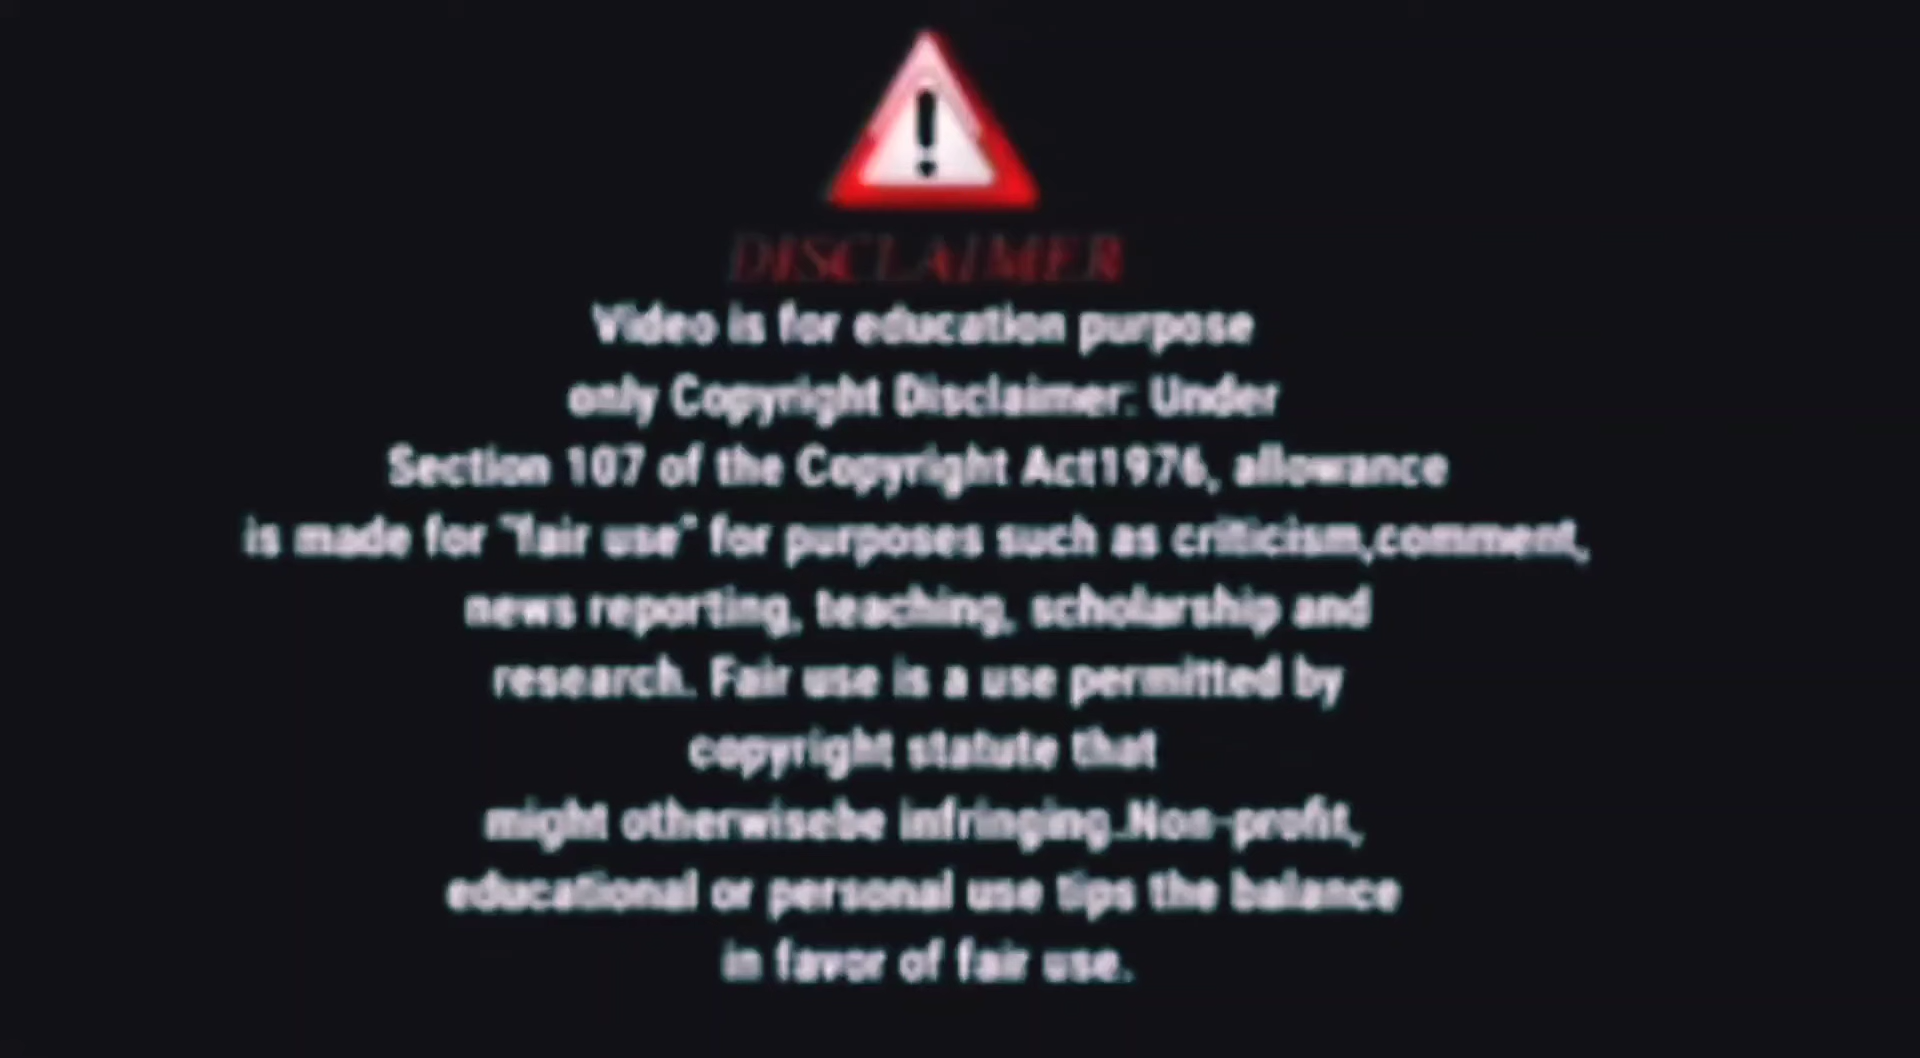 DISCLAIMER
Video is for education purpose
only Copyright Disclaimer: Under
Section 107 of the Copyright Act1976, allowance
is made for "fair use" for purposes such as criticism,comment,
news reporting, teaching, scholarship and
research. Fair use is a use permitted by
copyright statute that
might otherwisebe infringing.Non-profit,
educational or personal use tips the balance
in favor of fair use.